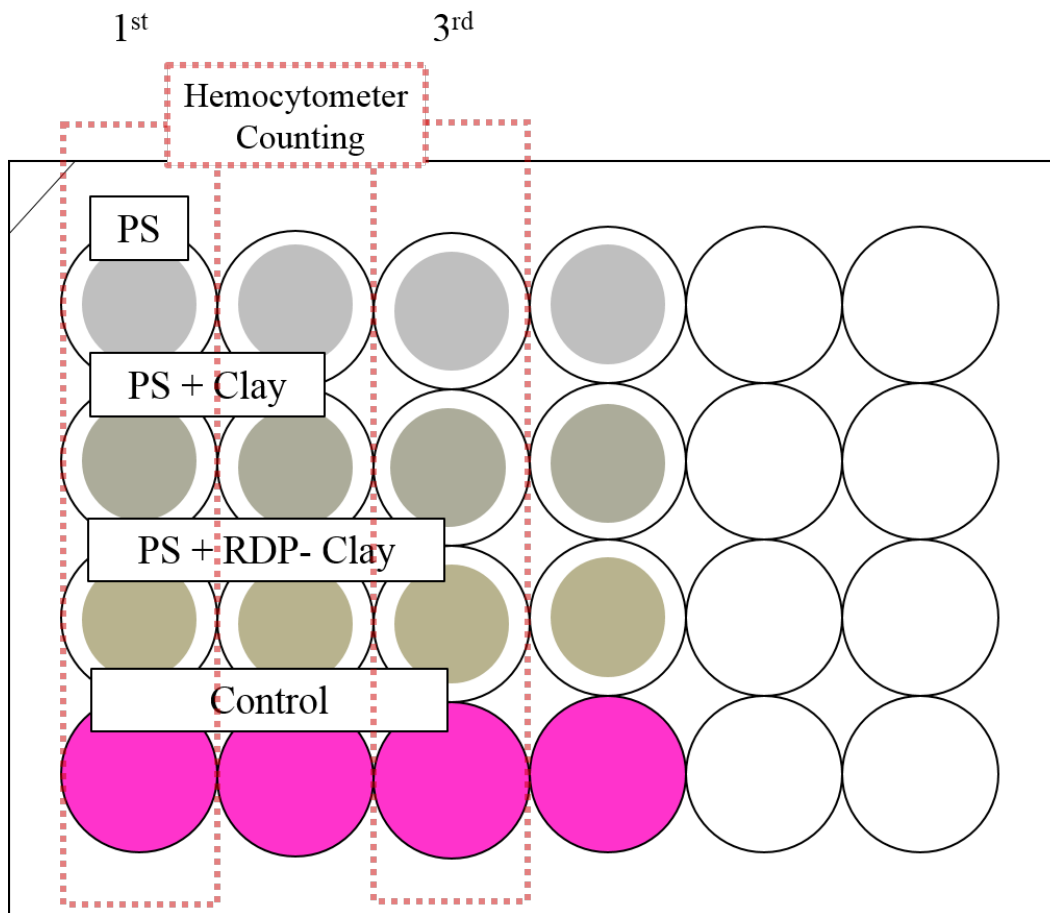 1st
3rd
Hemocytometer
Counting
PS
PS + Clay
PS + RDP- Clay
Control